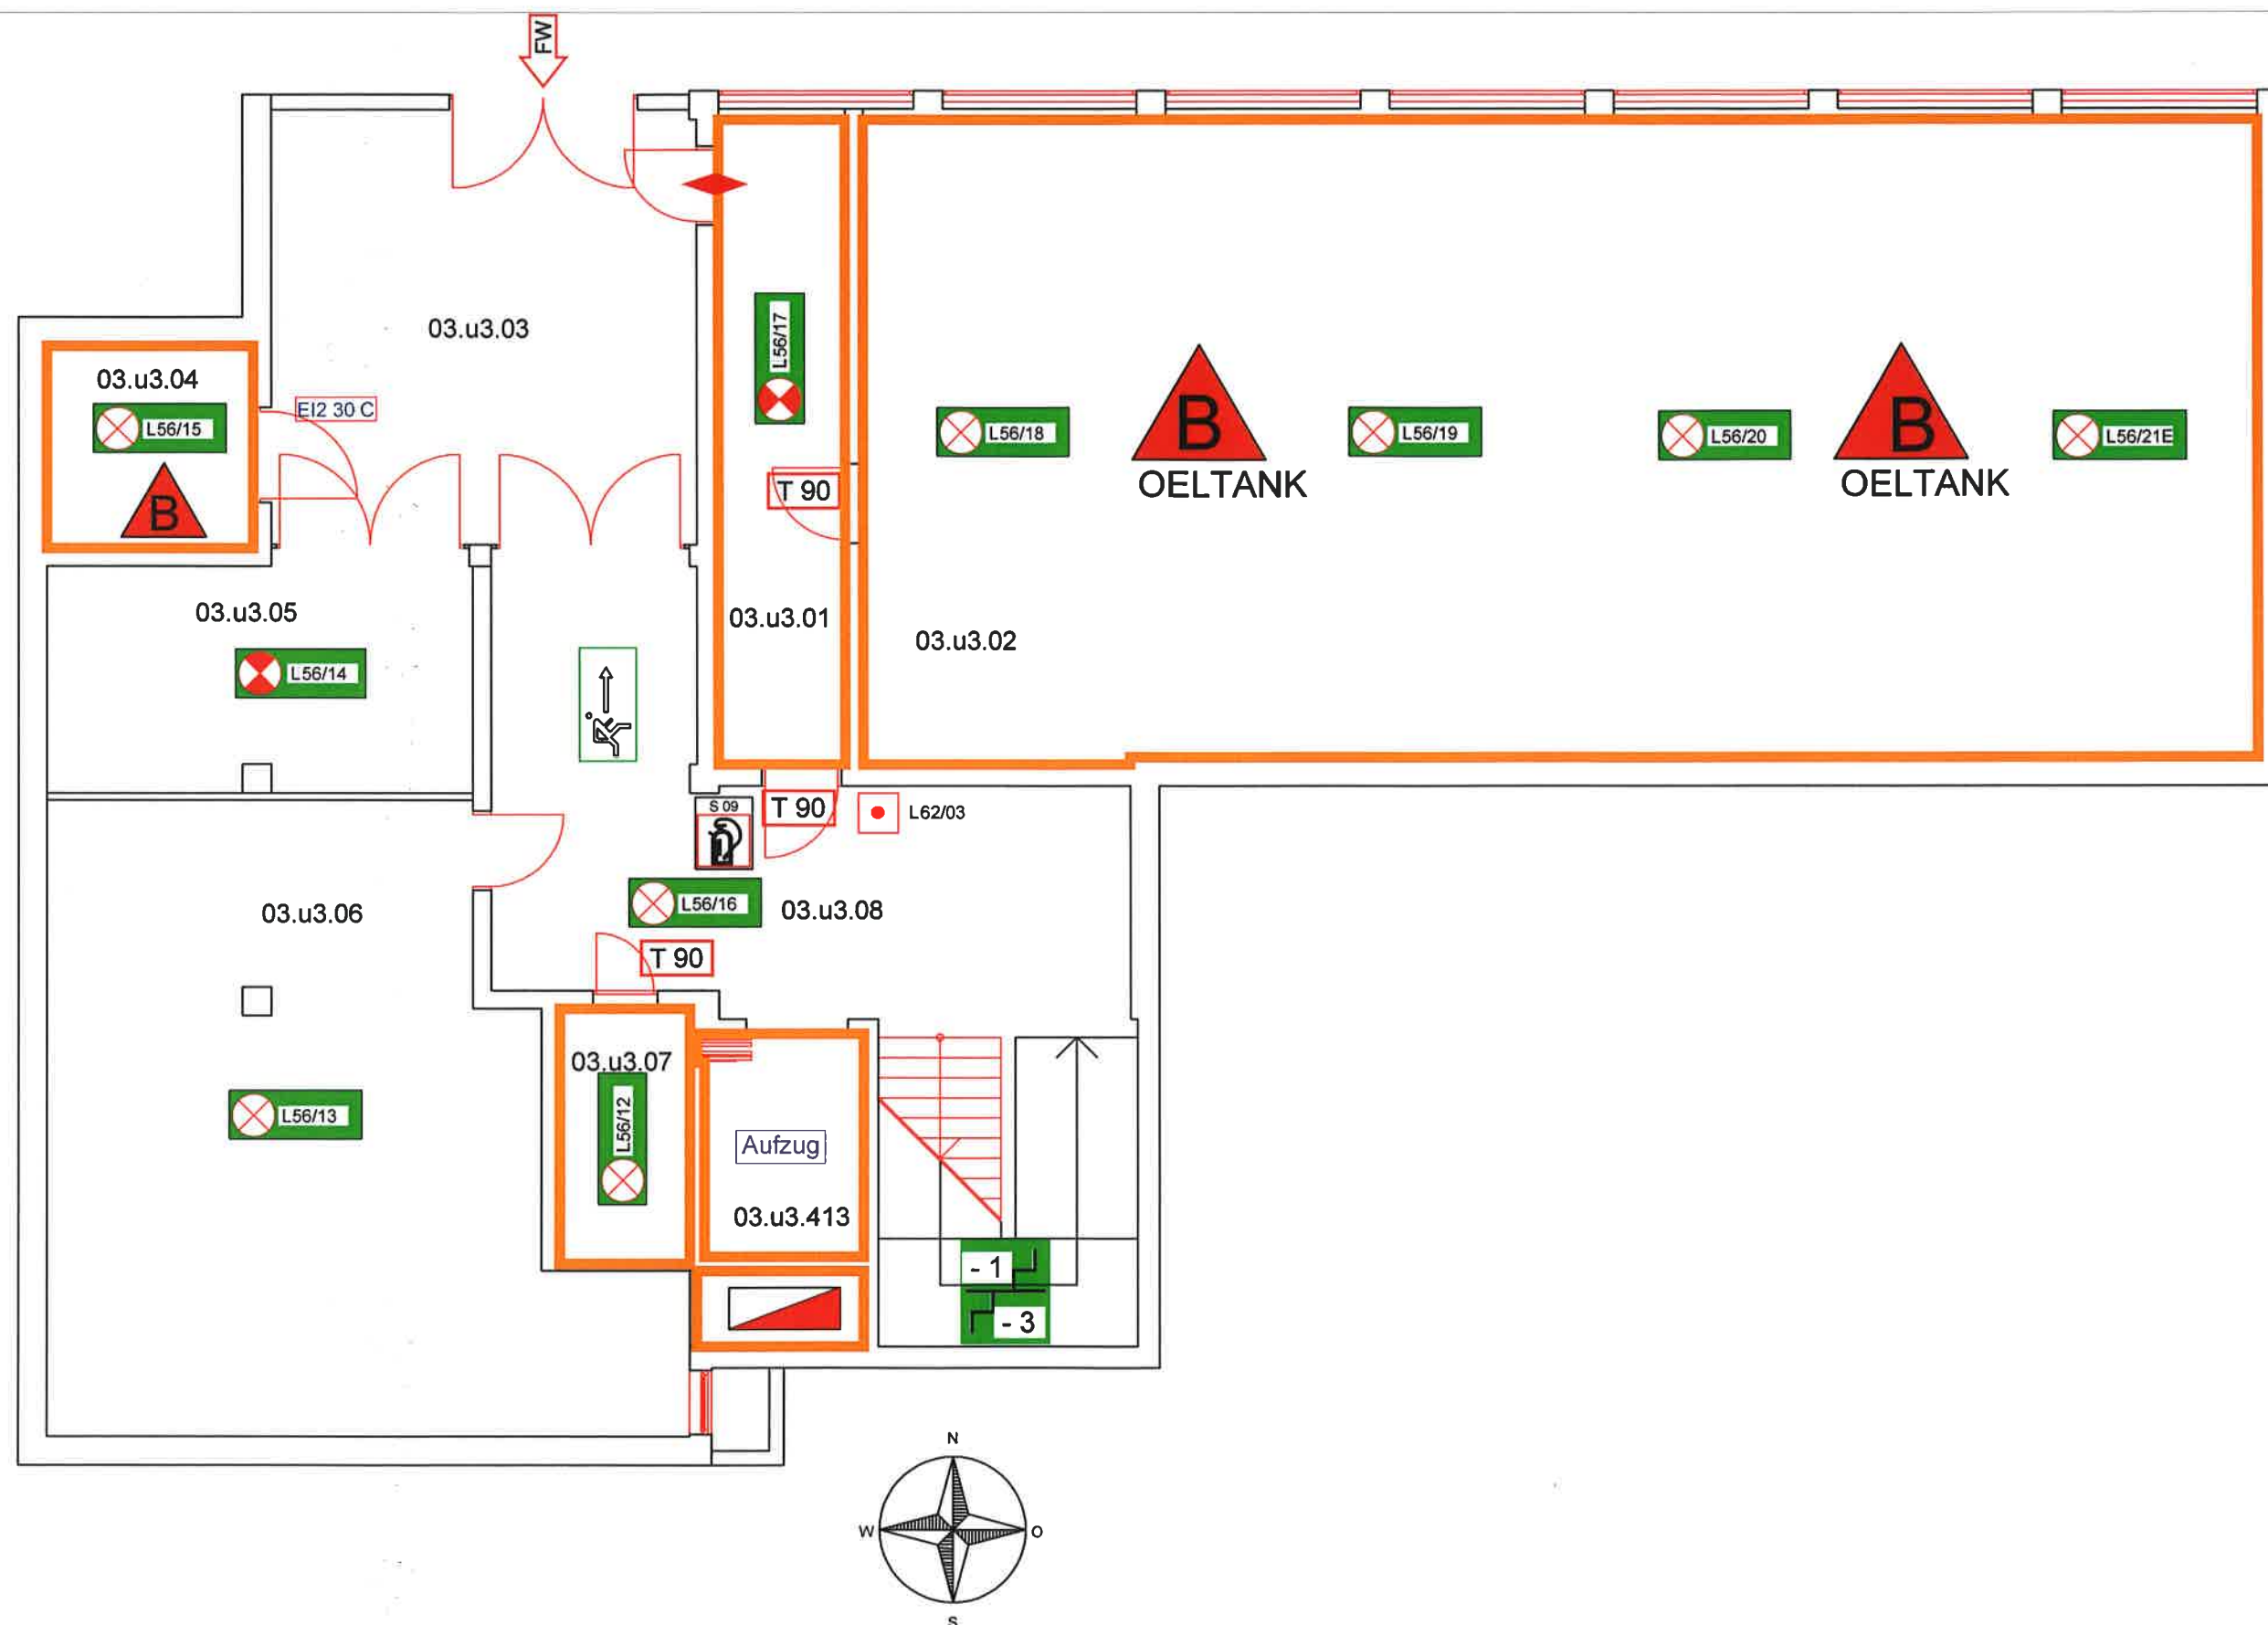 FW
03.u3.03
L56/17
03.u3.04
EI2 30 C
L56/15
B
L56/18
B
OELTANK
L56/19
L56/20
B
OELTANK
L56/21E
T 90
03.u3.05
03.u3.01
03.u3.02
L56/14
S 09
T 90
L62/03
03.u3.06
L56/16
03.u3.08
T 90
03.u3.07
L56/12
L56/13
Aufzug
03.u3.413
- 1
- 3
N
W
O
S